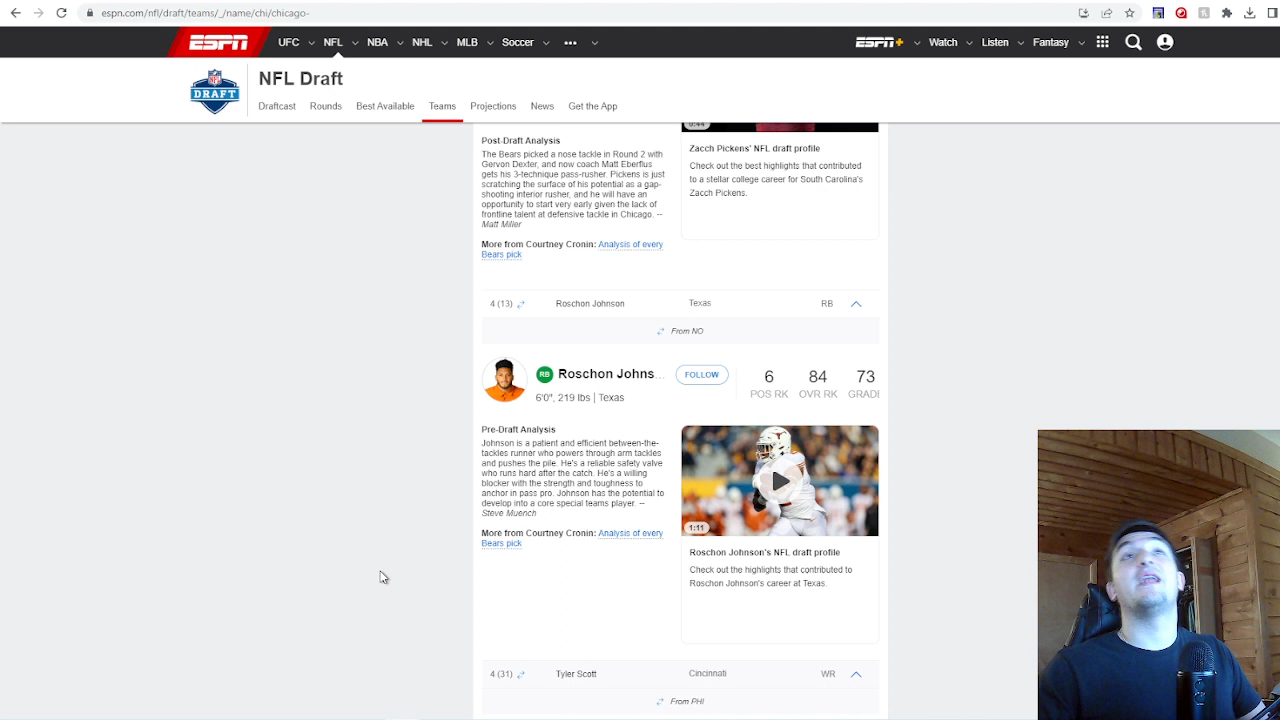 espn.com/nfl/draft/teams/_/name/chi/chicago-
ESPN UFC NFL NBA NHL MLB Soccer ••• ESPN+ Watch Listen Fantasy
NFL DRAFT
NFL Draft
Draftcast Rounds Best Available Teams Projections News Get the App
0:44
Post-Draft Analysis
The Bears picked a nose tackle in Round 2 with
Gervon Dexter, and now coach Matt Eberflus
gets his 3-technique pass-rusher. Pickens is just
scratching the surface of his potential as a gap-
shooting interior rusher, and he will have an
opportunity to start very early given the lack of
frontline talent at defensive tackle in Chicago. --
Matt Miller
More from Courtney Cronin: Analysis of every
Bears pick
Zacch Pickens' NFL draft profile
Check out the best highlights that contributed
to a stellar college career for South Carolina's
Zacch Pickens.
4 (13) Roschon Johnson Texas RB
From NO
RB Roschon Johns... FOLLOW
6'0", 219 lbs | Texas
6 84 73
POS RK OVR RK GRADE
Pre-Draft Analysis
Johnson is a patient and efficient between-the-
tackles runner who powers through arm tackles
and pushes the pile. He's a reliable safety valve
who runs hard after the catch. He's a willing
blocker with the strength and toughness to
anchor in pass pro. Johnson has the potential to
develop into a core special teams player. --
Steve Muench
More from Courtney Cronin: Analysis of every
Bears pick
1:11
Roschon Johnson's NFL draft profile
Check out the highlights that contributed to
Roschon Johnson's career at Texas.
4 (31) Tyler Scott Cincinnati WR
From PHI